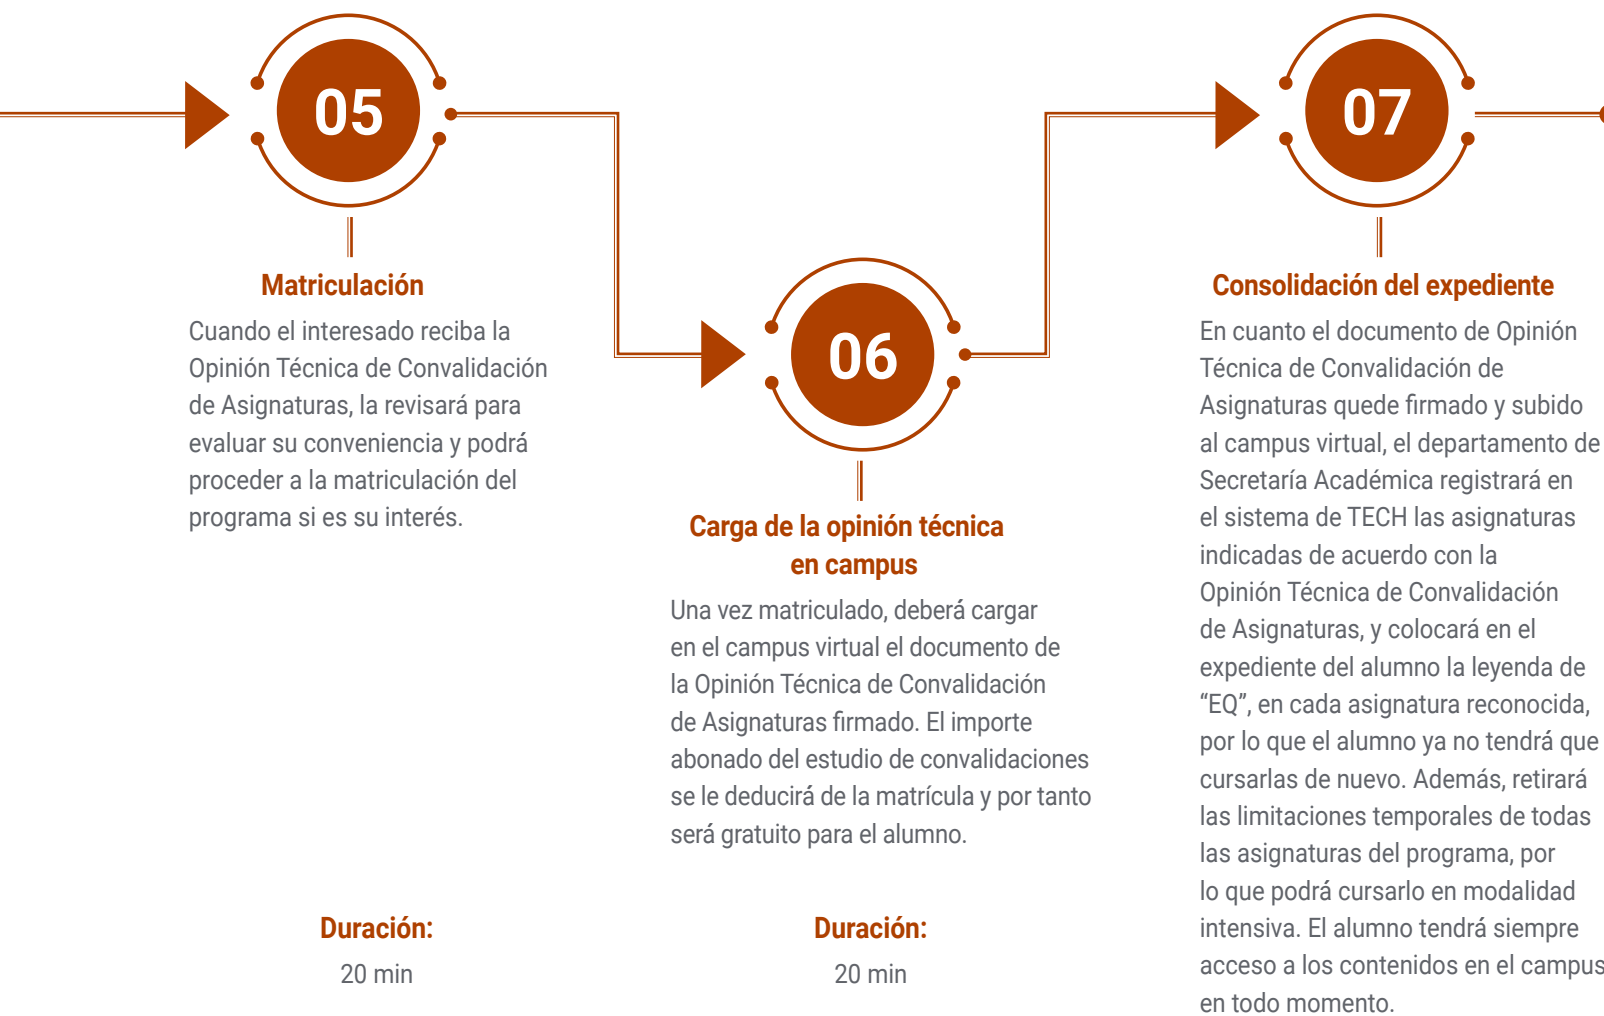 05
Matriculación
Cuando el interesado reciba la
Opinión Técnica de Convalidación
de Asignaturas, la revisará para
evaluar su conveniencia y podrá
proceder a la matriculación del
programa si es su interés.
Duración:
20 min
06
Carga de la opinión técnica
en campus
Una vez matriculado, deberá cargar
en el campus virtual el documento de
la Opinión Técnica de Convalidación
de Asignaturas firmado. El importe
abonado del estudio de convalidaciones
se le deducirá de la matrícula y por tanto
será gratuito para el alumno.
Duración:
20 min
07
Consolidación del expediente
En cuanto el documento de Opinión
Técnica de Convalidación de
Asignaturas quede firmado y subido
al campus virtual, el departamento de
Secretaría Académica registrará en
el sistema de TECH las asignaturas
indicadas de acuerdo con la
Opinión Técnica de Convalidación
de Asignaturas, y colocará en el
expediente del alumno la leyenda de
“EQ”, en cada asignatura reconocida,
por lo que el alumno ya no tendrá que
cursarlas de nuevo. Además, retirará
las limitaciones temporales de todas
las asignaturas del programa, por
lo que podrá cursarlo en modalidad
intensiva. El alumno tendrá siempre
acceso a los contenidos en el campus
en todo momento.